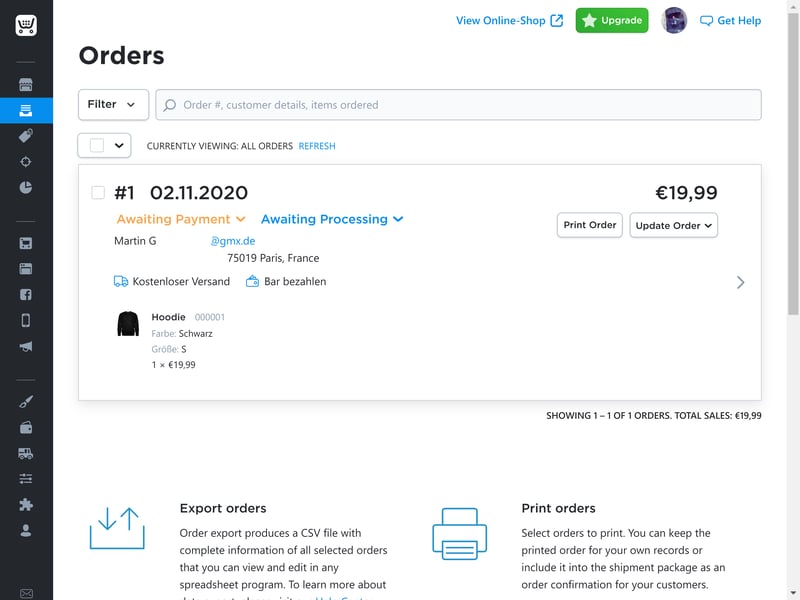 View Online-Shop
Upgrade
Get Help
Orders
Filter
Order #, customer details, items ordered
CURRENTLY VIEWING: ALL ORDERS REFRESH
#1 02.11.2020 €19,99
Awaiting Payment Awaiting Processing
Print Order
Update Order
Martin G @gmx.de
75019 Paris, France
Kostenloser Versand Bar bezahlen
Hoodie 000001
Farbe: Schwarz
Größe: S
1 × €19,99
SHOWING 1 – 1 OF 1 ORDERS. TOTAL SALES: €19,99
Export orders
Order export produces a CSV file with
complete information of all selected orders
that you can view and edit in any
spreadsheet program. To learn more about
Print orders
Select orders to print. You can keep the
printed order for your own records or
include it into the shipment package as an
order confirmation for your customers.